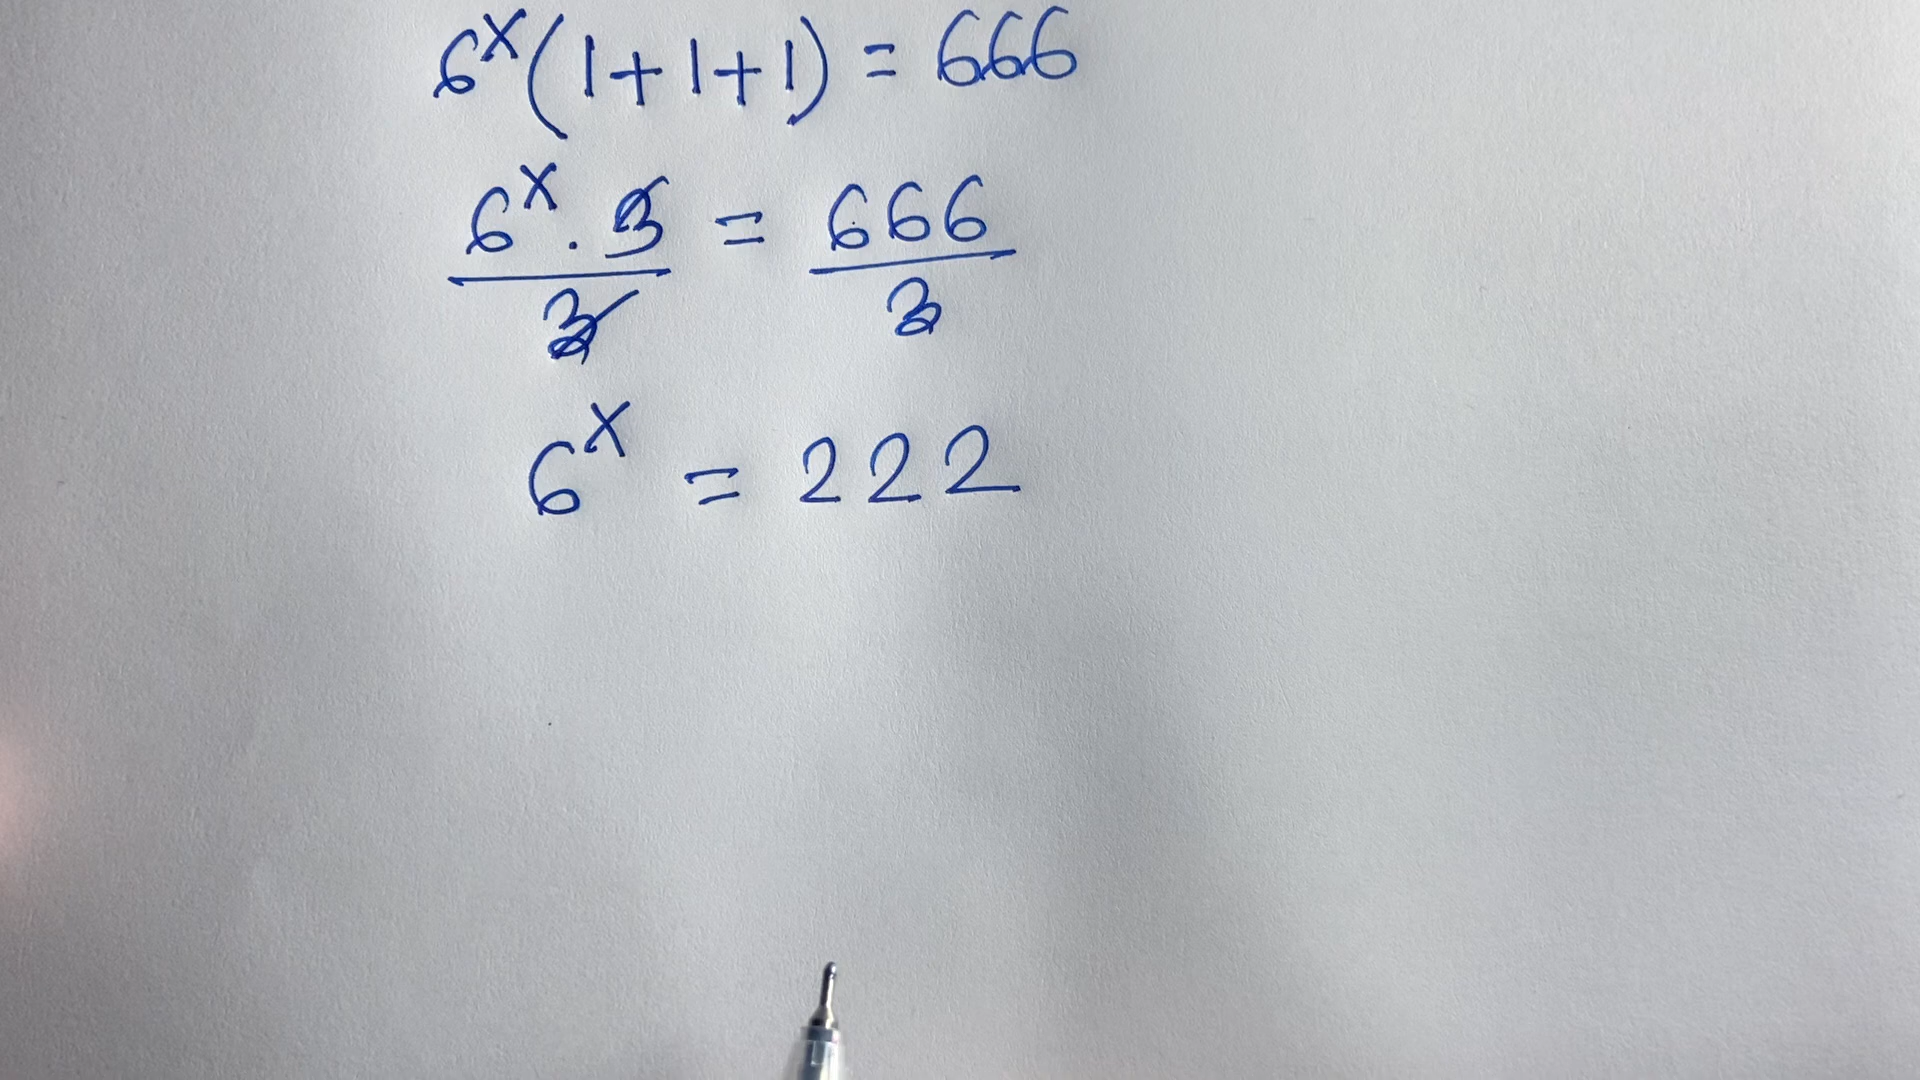 6^x(1+1+1) = 666
6^x . 3 / 3 = 666 / 3
6^x = 222